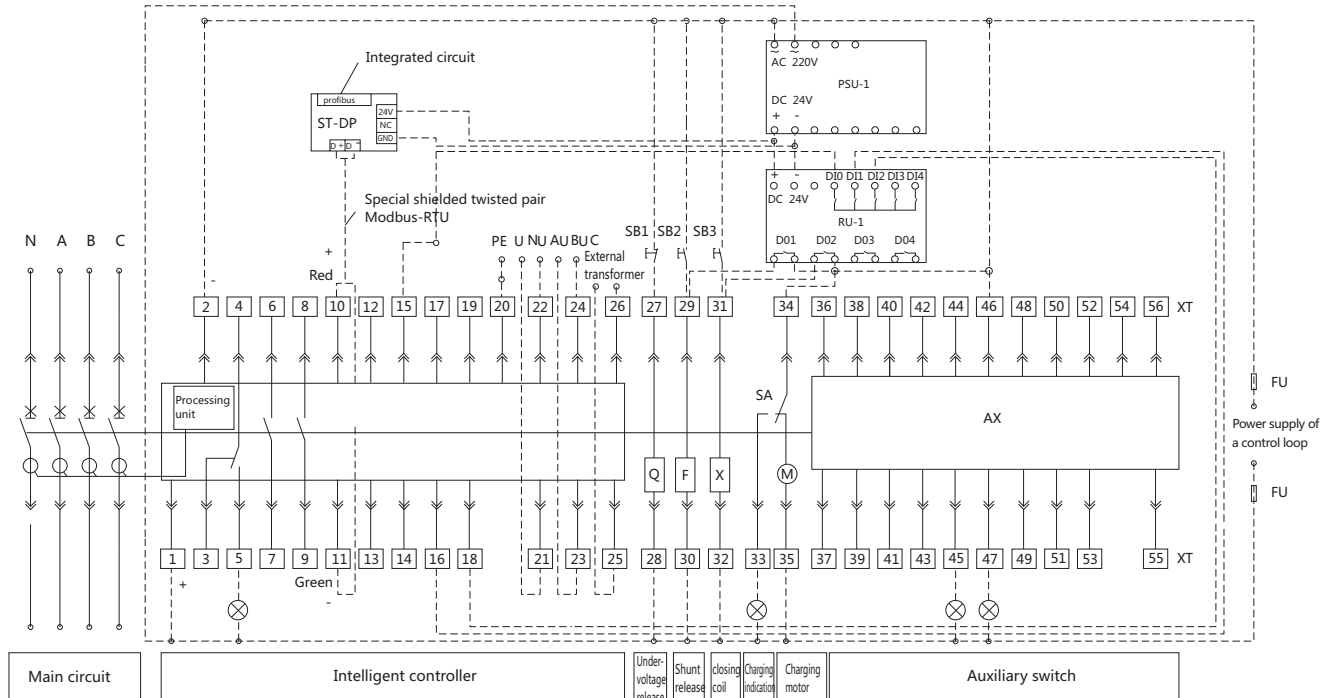 Integrated circuit
profibus
ST-DP
24V
NC
GND
D + D -
~ ~
AC 220V
PSU-1
DC 24V
+ -
+ - DI0 DI1 DI2 DI3 DI4
DC 24V
RU-1
D01 D02 D03 D04
Special shielded twisted pair
Modbus-RTU
N A B C
+
Red
-
PE U NU AU BU C
External
transformer
SB1 SB2 SB3
2 4 6 8 10 12 15 17 19 20 22 24 26 27 29 31 34 36 38 40 42 44 46 48 50 52 54 56 XT
Processing
unit
SA
AX
FU
Power supply of
a control loop
FU
Q F X M
1 3 5 7 9 11 13 14 16 18 21 23 25 28 30 32 33 35 37 39 41 43 45 47 49 51 53 55 XT
+
Green
-
Main circuit
Intelligent controller
Under-
voltage
release
Shunt
release
closing
coil
Charging
indication
Charging
motor
Auxiliary switch